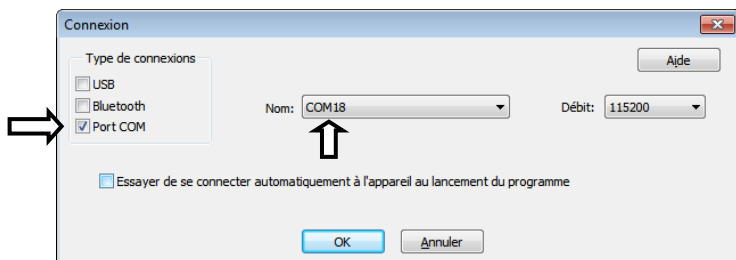 Connexion
Type de connexions
Aide
USB
Bluetooth
Nom: COM18 Débit: 115200
Port COM
Essayer de se connecter automatiquement à l'appareil au lancement du programme
OK Annuler